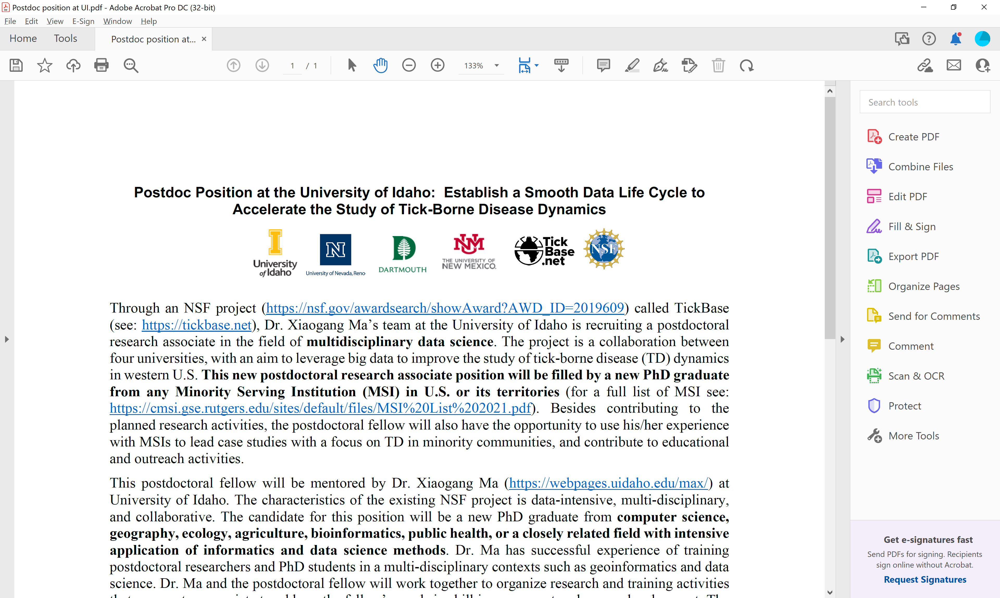 Postdoc position at UI.pdf - Adobe Acrobat Pro DC (32-bit)
File Edit View E-Sign Window Help
Home Tools Postdoc position at... ×
1 / 1 133%
Search tools
Create PDF
Combine Files
Edit PDF
Fill & Sign
Export PDF
Organize Pages
Send for Comments
Comment
Scan & OCR
Protect
More Tools
Get e-signatures fast
Send PDFs for signing. Recipients
sign online without Acrobat.
Request Signatures
Postdoc Position at the University of Idaho: Establish a Smooth Data Life Cycle to
Accelerate the Study of Tick-Borne Disease Dynamics
I
University
of Idaho
N
University of Nevada, Reno
D
DARTMOUTH
NM
THE UNIVERSITY OF
NEW MEXICO.
Tick
Base
.net
NSF
Through an NSF project (https://nsf.gov/awardsearch/showAward?AWD_ID=2019609) called TickBase
(see: https://tickbase.net), Dr. Xiaogang Ma’s team at the University of Idaho is recruiting a postdoctoral
research associate in the field of multidisciplinary data science. The project is a collaboration between
four universities, with an aim to leverage big data to improve the study of tick-borne disease (TD) dynamics
in western U.S. This new postdoctoral research associate position will be filled by a new PhD graduate
from any Minority Serving Institution (MSI) in U.S. or its territories (for a full list of MSI see:
https://cmsi.gse.rutgers.edu/sites/default/files/MSI%20List%202021.pdf). Besides contributing to the
planned research activities, the postdoctoral fellow will also have the opportunity to use his/her experience
with MSIs to lead case studies with a focus on TD in minority communities, and contribute to educational
and outreach activities.
This postdoctoral fellow will be mentored by Dr. Xiaogang Ma (https://webpages.uidaho.edu/max/) at
University of Idaho. The characteristics of the existing NSF project is data-intensive, multi-disciplinary,
and collaborative. The candidate for this position will be a new PhD graduate from computer science,
geography, ecology, agriculture, bioinformatics, public health, or a closely related field with intensive
application of informatics and data science methods. Dr. Ma has successful experience of training
postdoctoral researchers and PhD students in a multi-disciplinary contexts such as geoinformatics and data
science. Dr. Ma and the postdoctoral fellow will work together to organize research and training activities